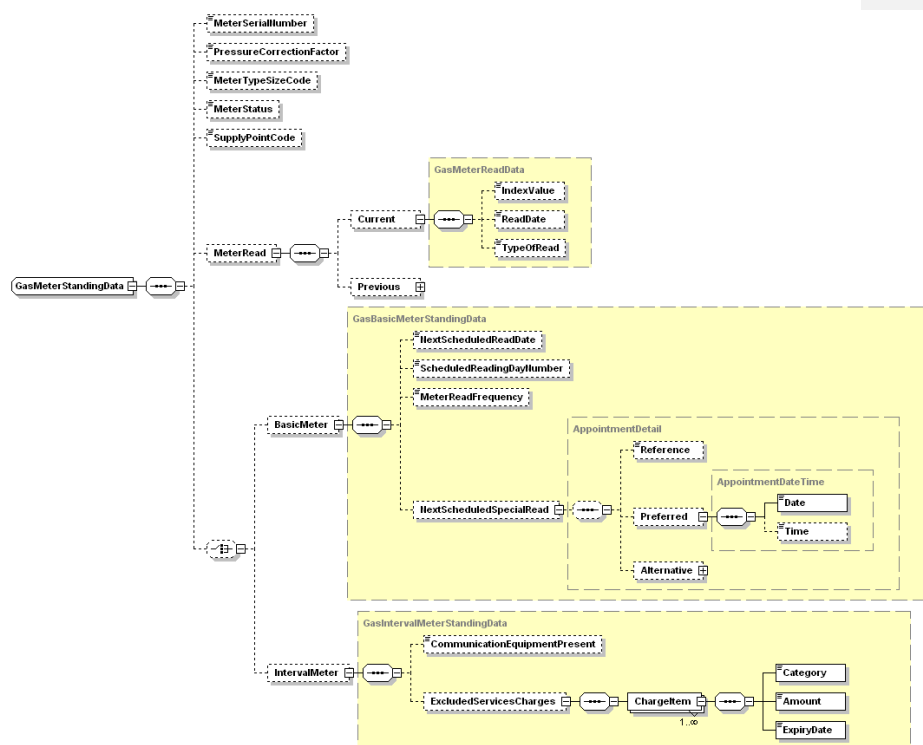 MeterSerialNumber
PressureCorrectionFactor
MeterTypeSizeCode
MeterStatus
SupplyPointCode
GasMeterReadData
IndexValue
Current
ReadDate
TypeOfRead
MeterRead
GasMeterStandingData
Previous
GasBasicMeterStandingData
NextScheduledReadDate
ScheduledReadingDayNumber
MeterReadFrequency
BasicMeter
AppointmentDetail
Reference
AppointmentDateTime
Date
NextScheduledSpecialRead
Preferred
Time
Alternative
GasIntervalMeterStandingData
CommunicationEquipmentPresent
IntervalMeter
Category
ExcludedServicesCharges
ChargeItem
Amount
1..∞
ExpiryDate